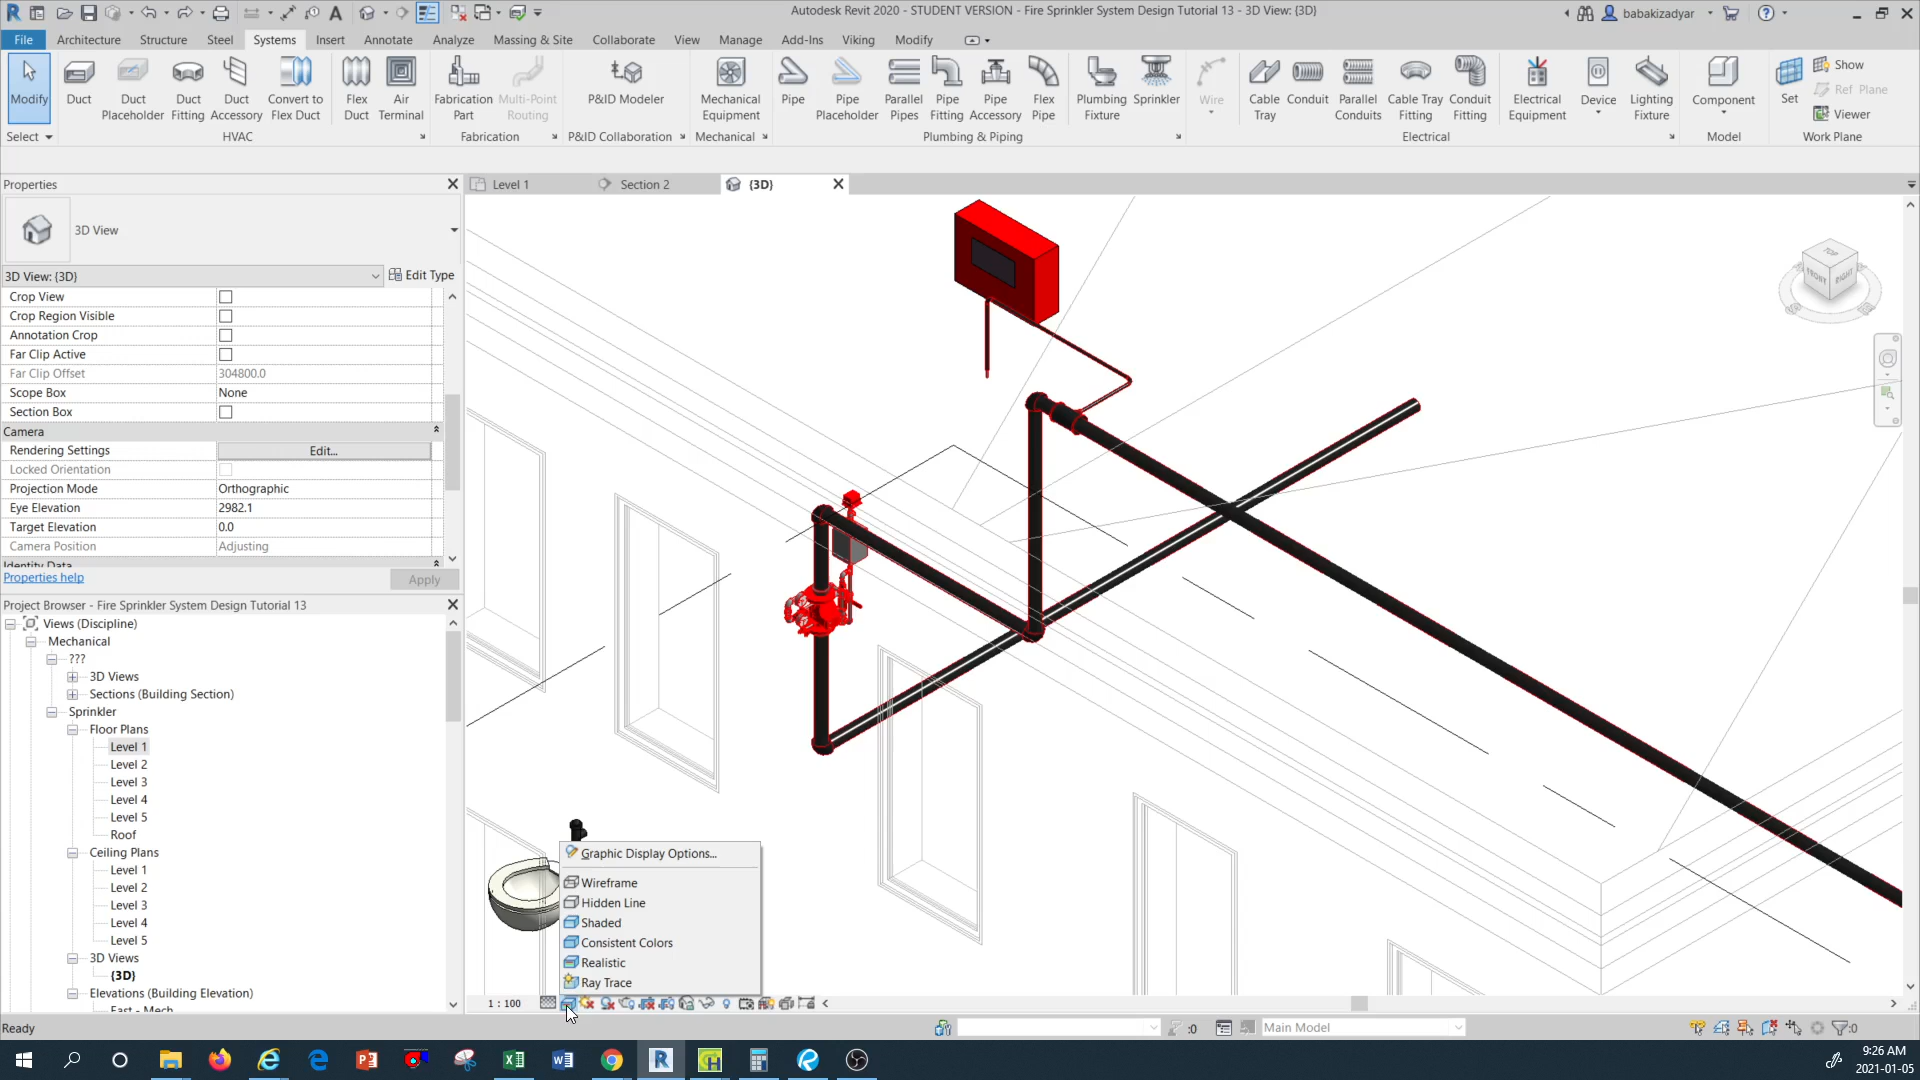 Autodesk Revit 2020 - STUDENT VERSION - Fire Sprinkler System Design Tutorial 13 - 3D View: {3D}
babakizadyar
File Architecture Structure Steel Systems Insert Annotate Analyze Massing & Site Collaborate View Manage Add-Ins Viking Modify
Modify
Duct
Duct Placeholder
Duct Fitting
Duct Accessory
Convert to Flex Duct
Flex Duct
Air Terminal
Fabrication Part
Multi-Point Routing
P&ID Modeler
Mechanical Equipment
Pipe
Pipe Placeholder
Parallel Pipes
Pipe Fitting
Pipe Accessory
Flex Pipe
Plumbing Fixture
Sprinkler
Wire
Cable Tray
Conduit
Parallel Conduits
Cable Tray Fitting
Conduit Fitting
Electrical Equipment
Device
Lighting Fixture
Component
Set
Show
Ref Plane
Viewer
Select HVAC Fabrication P&ID Collaboration Mechanical Plumbing & Piping Electrical Model Work Plane
Properties
Level 1 Section 2 {3D}
3D View
3D View: {3D} Edit Type
Crop View
Crop Region Visible
Annotation Crop
Far Clip Active
Far Clip Offset 304800.0
Scope Box None
Section Box
Camera
Rendering Settings Edit...
Locked Orientation
Projection Mode Orthographic
Eye Elevation 2982.1
Target Elevation 0.0
Camera Position Adjusting
Identity Data
Properties help Apply
Project Browser - Fire Sprinkler System Design Tutorial 13
Views (Discipline)
Mechanical
???
3D Views
Sections (Building Section)
Sprinkler
Floor Plans
Level 1
Level 2
Level 3
Level 4
Level 5
Roof
Ceiling Plans
Level 1
Level 2
Level 3
Level 4
Level 5
3D Views
{3D}
Elevations (Building Elevation)
East - Mech
TOP
FRONT
RIGHT
Graphic Display Options...
Wireframe
Hidden Line
Shaded
Consistent Colors
Realistic
Ray Trace
1 : 100
Ready
:0
Main Model
:0
9:26 AM
2021-01-05